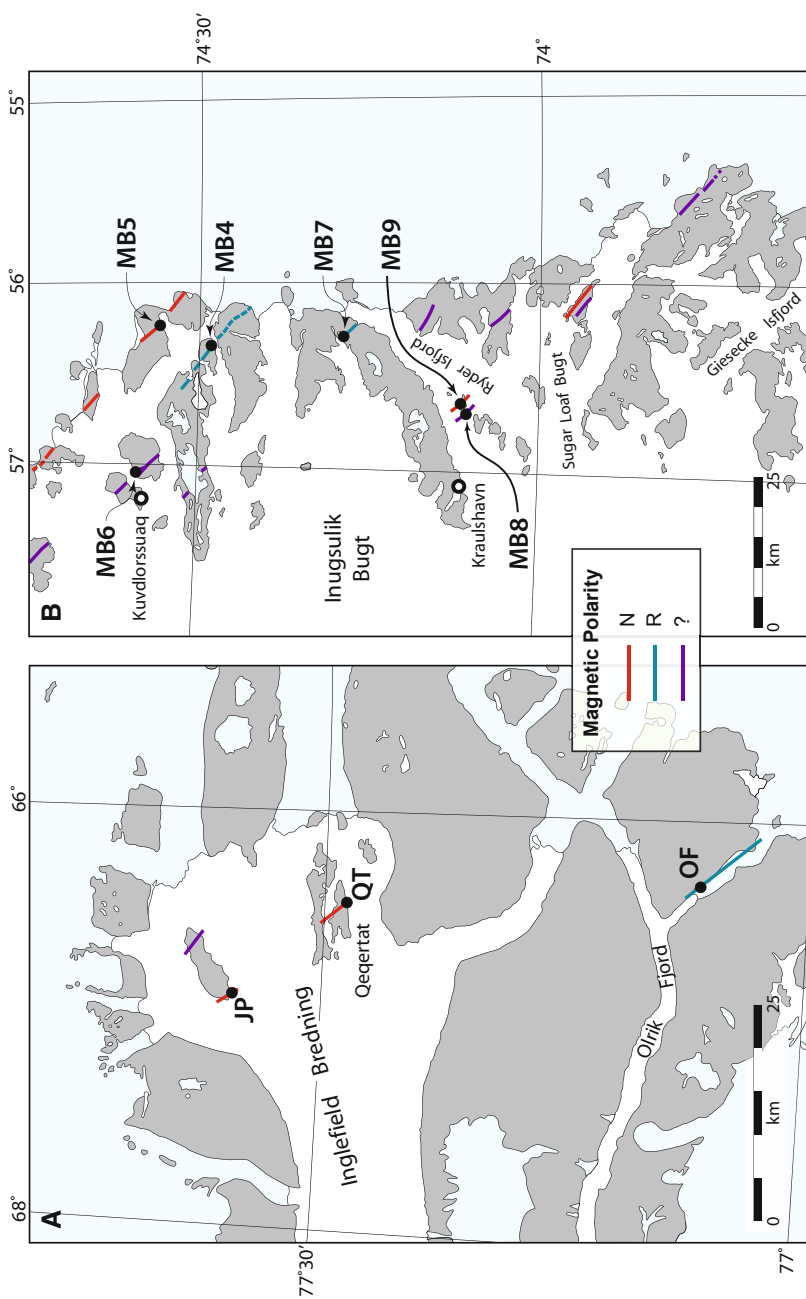 A
68°
66°
77°30′
77°
JP
QT
Qeqertat
Inglefield Bredning
Olrik Fjord
OF
0 km 25
B
55°
56°
57°
74°30′
74°
MB5
MB4
MB7
MB9
MB6
MB8
Kuvdlorssuaq
Inugsulik
Bugt
Kraulshavn
Ryder Isfjord
Sugar Loaf Bugt
Giesecke Isfjord
0 km 25
Magnetic Polarity
N
R
?